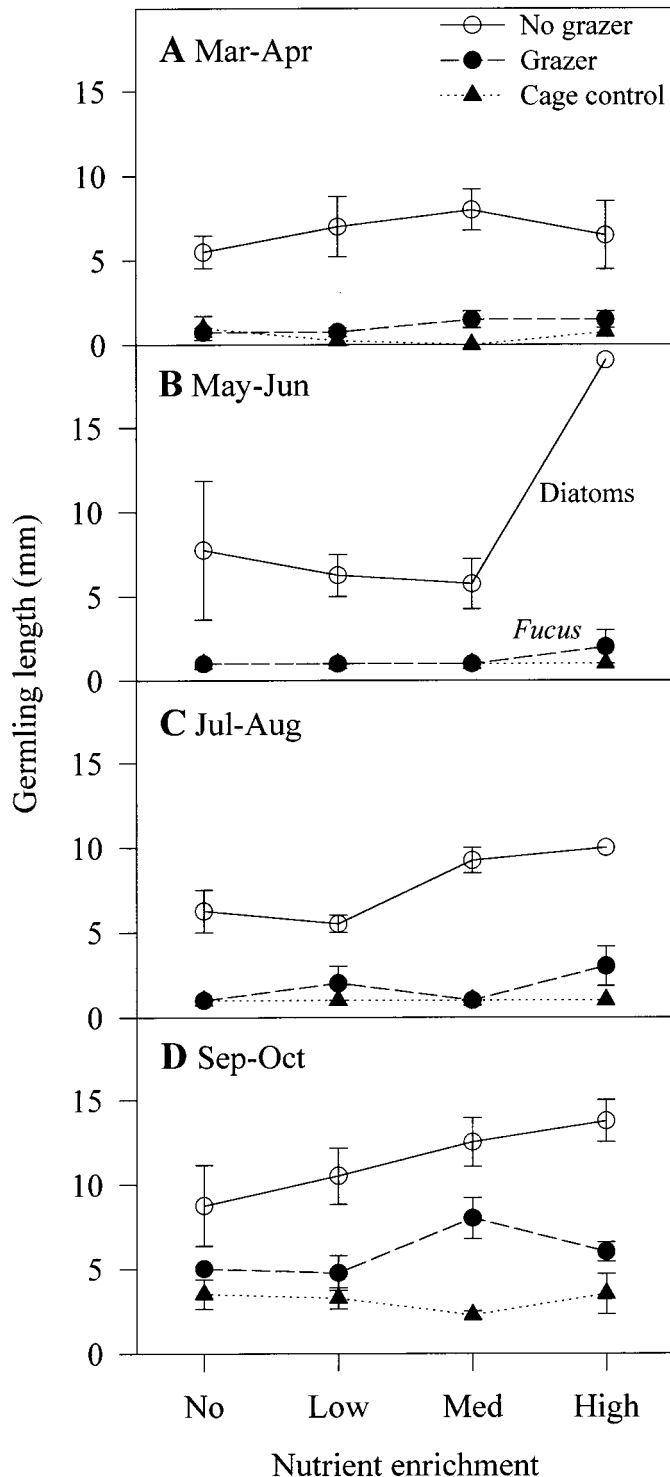 No grazer
Grazer
Cage control
A Mar-Apr
15
10
5
0
B May-Jun
15
10
5
0
Diatoms
Fucus
C Jul-Aug
15
10
5
0
D Sep-Oct
15
10
5
0
Germling length (mm)
No Low Med High
Nutrient enrichment